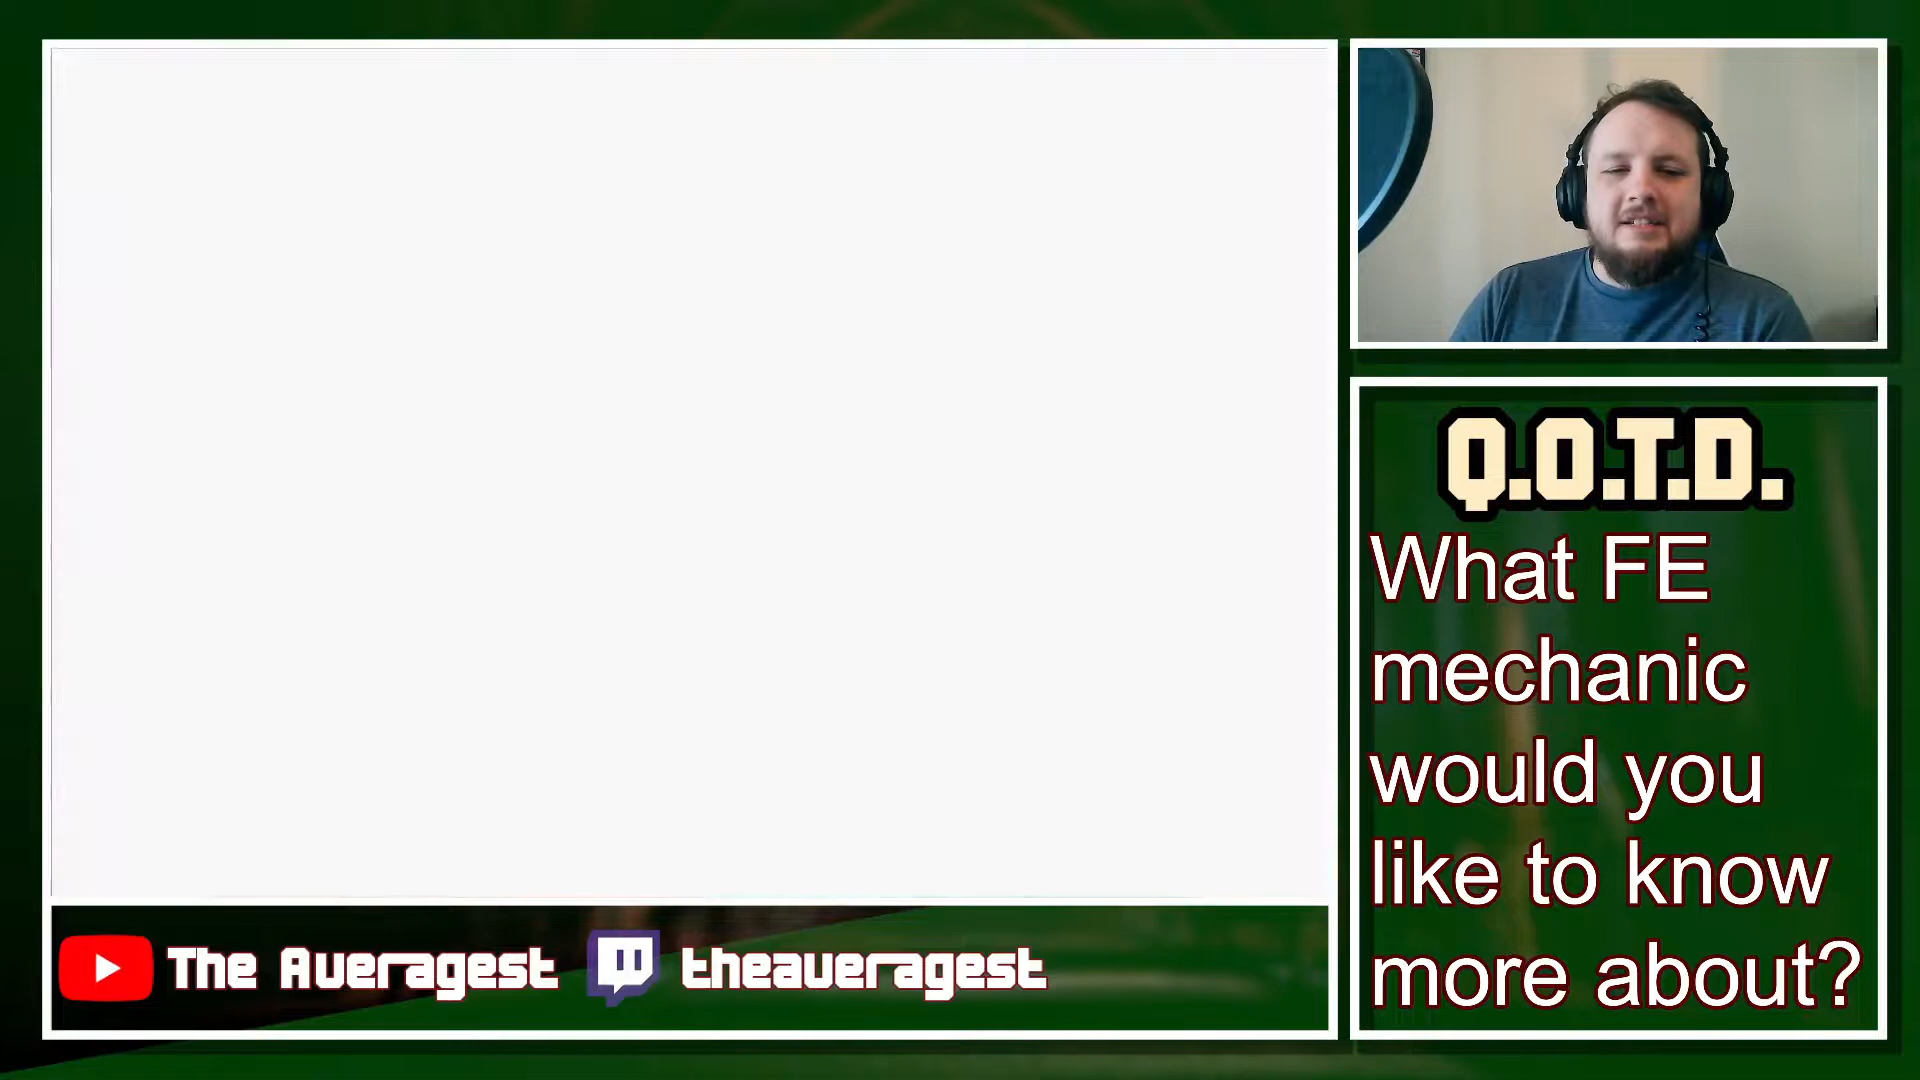 Q.O.T.D.
What FE
mechanic
would you
like to know
more about?
The Averagest theaveragest